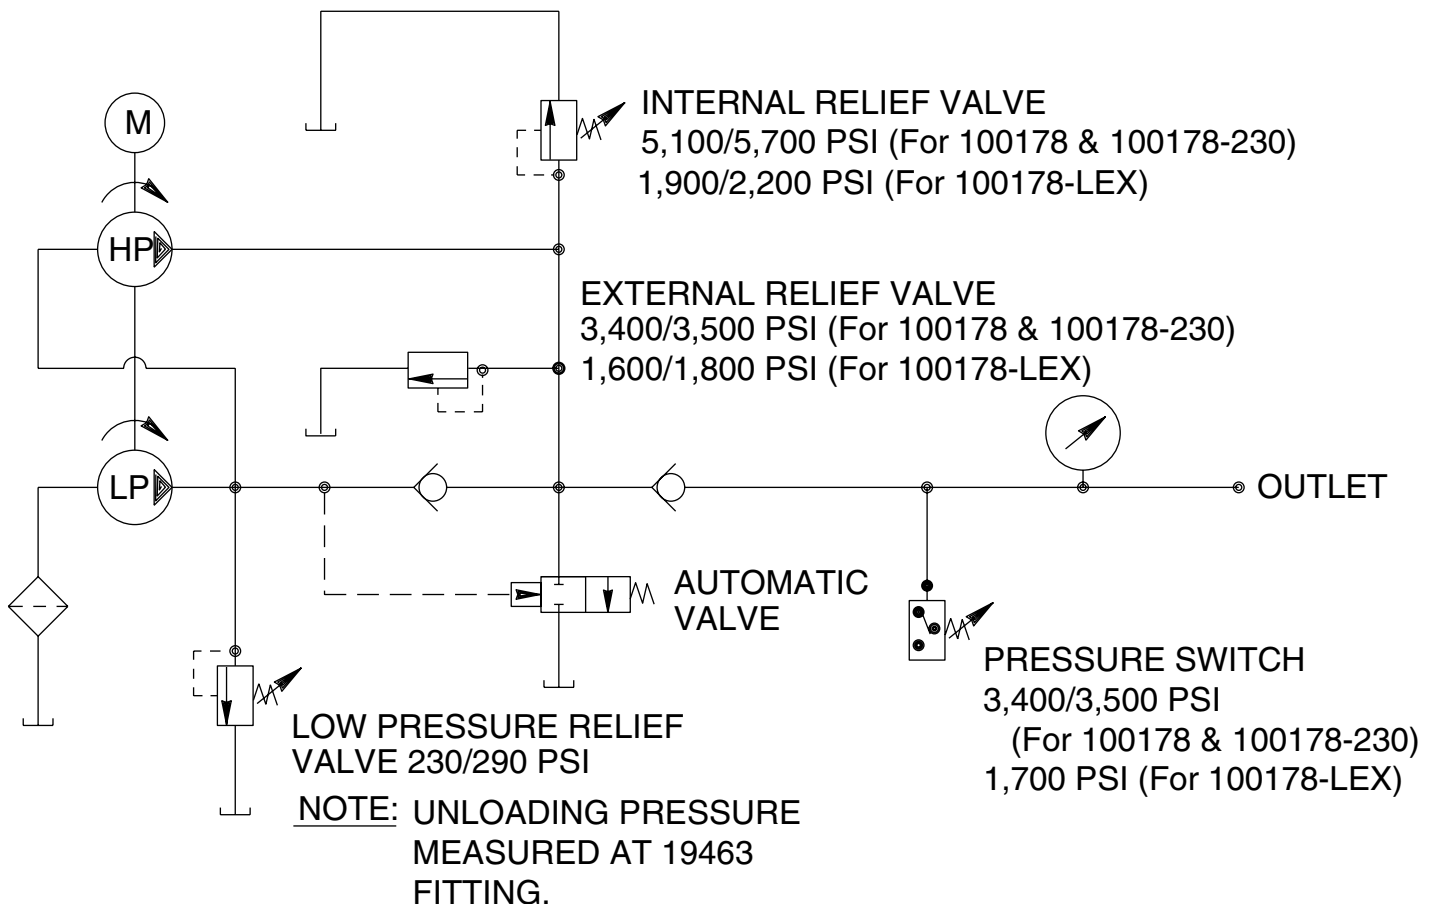 M
INTERNAL RELIEF VALVE
5,100/5,700 PSI (For 100178 & 100178-230)
1,900/2,200 PSI (For 100178-LEX)
HP
EXTERNAL RELIEF VALVE
3,400/3,500 PSI (For 100178 & 100178-230)
1,600/1,800 PSI (For 100178-LEX)
LP
OUTLET
AUTOMATIC
VALVE
PRESSURE SWITCH
3,400/3,500 PSI
(For 100178 & 100178-230)
1,700 PSI (For 100178-LEX)
LOW PRESSURE RELIEF
VALVE 230/290 PSI
NOTE: UNLOADING PRESSURE
MEASURED AT 19463
FITTING.